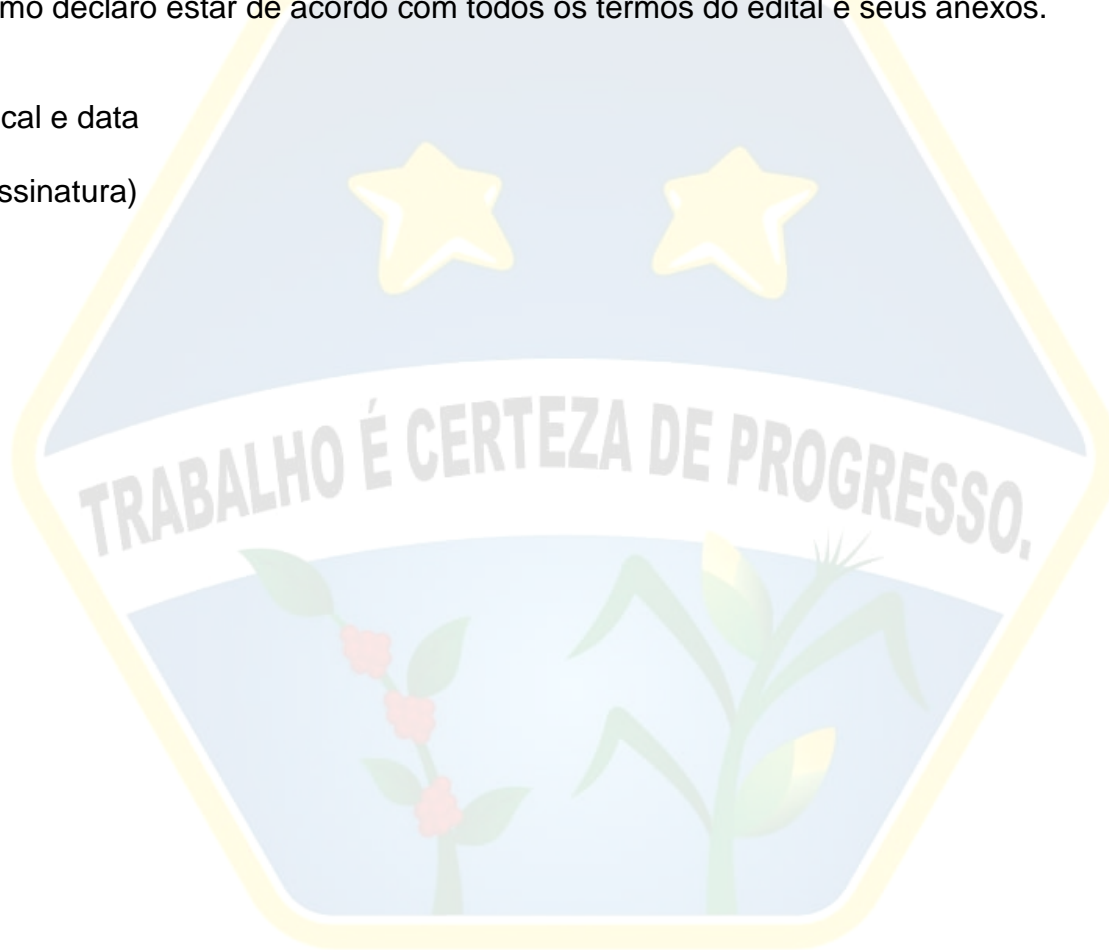 mo declaro estar de acordo com todos os termos do edital e seus anexos.
cal e data
ssinatura)
TRABALHO É CERTEZA DE PROGRESSO.